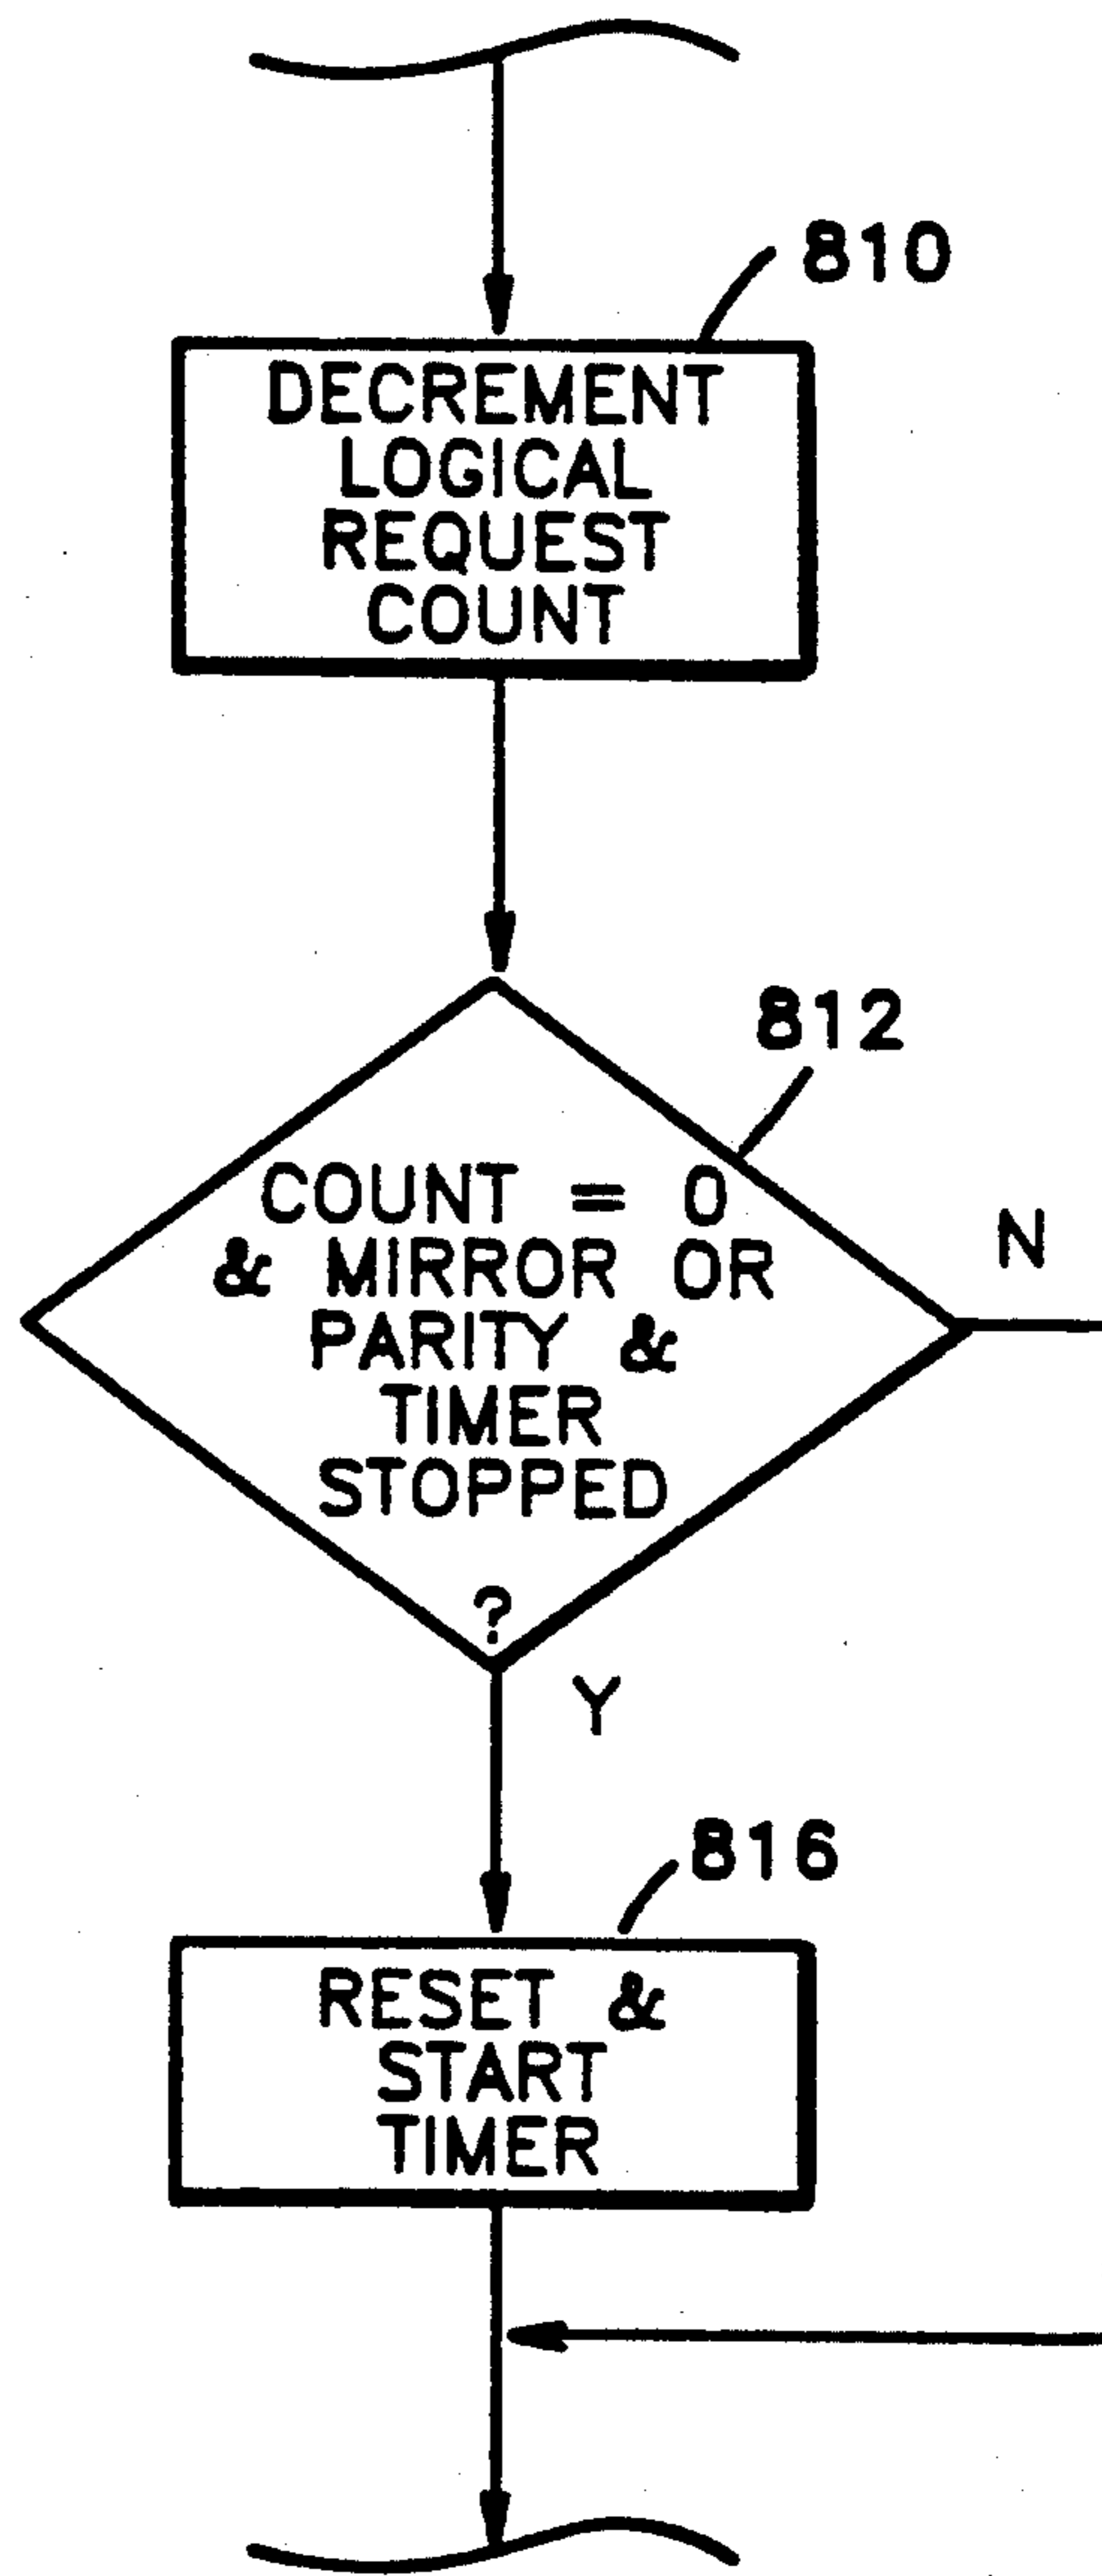 810
DECREMENT
LOGICAL
REQUEST
COUNT
812
COUNT = 0
& MIRROR OR
PARITY &
TIMER
STOPPED
?
N
Y
816
RESET &
START
TIMER